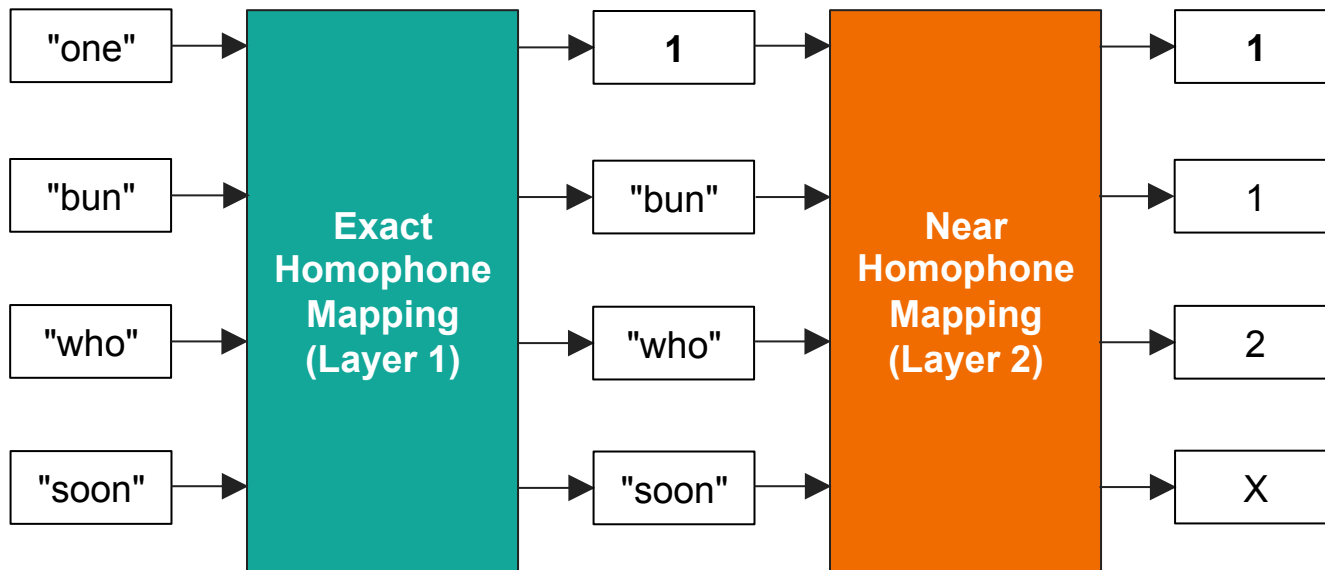 "one"
1
1
"bun"
"bun"
1
Exact
Homophone
Mapping
(Layer 1)
Near
Homophone
Mapping
(Layer 2)
"who"
"who"
2
"soon"
"soon"
X